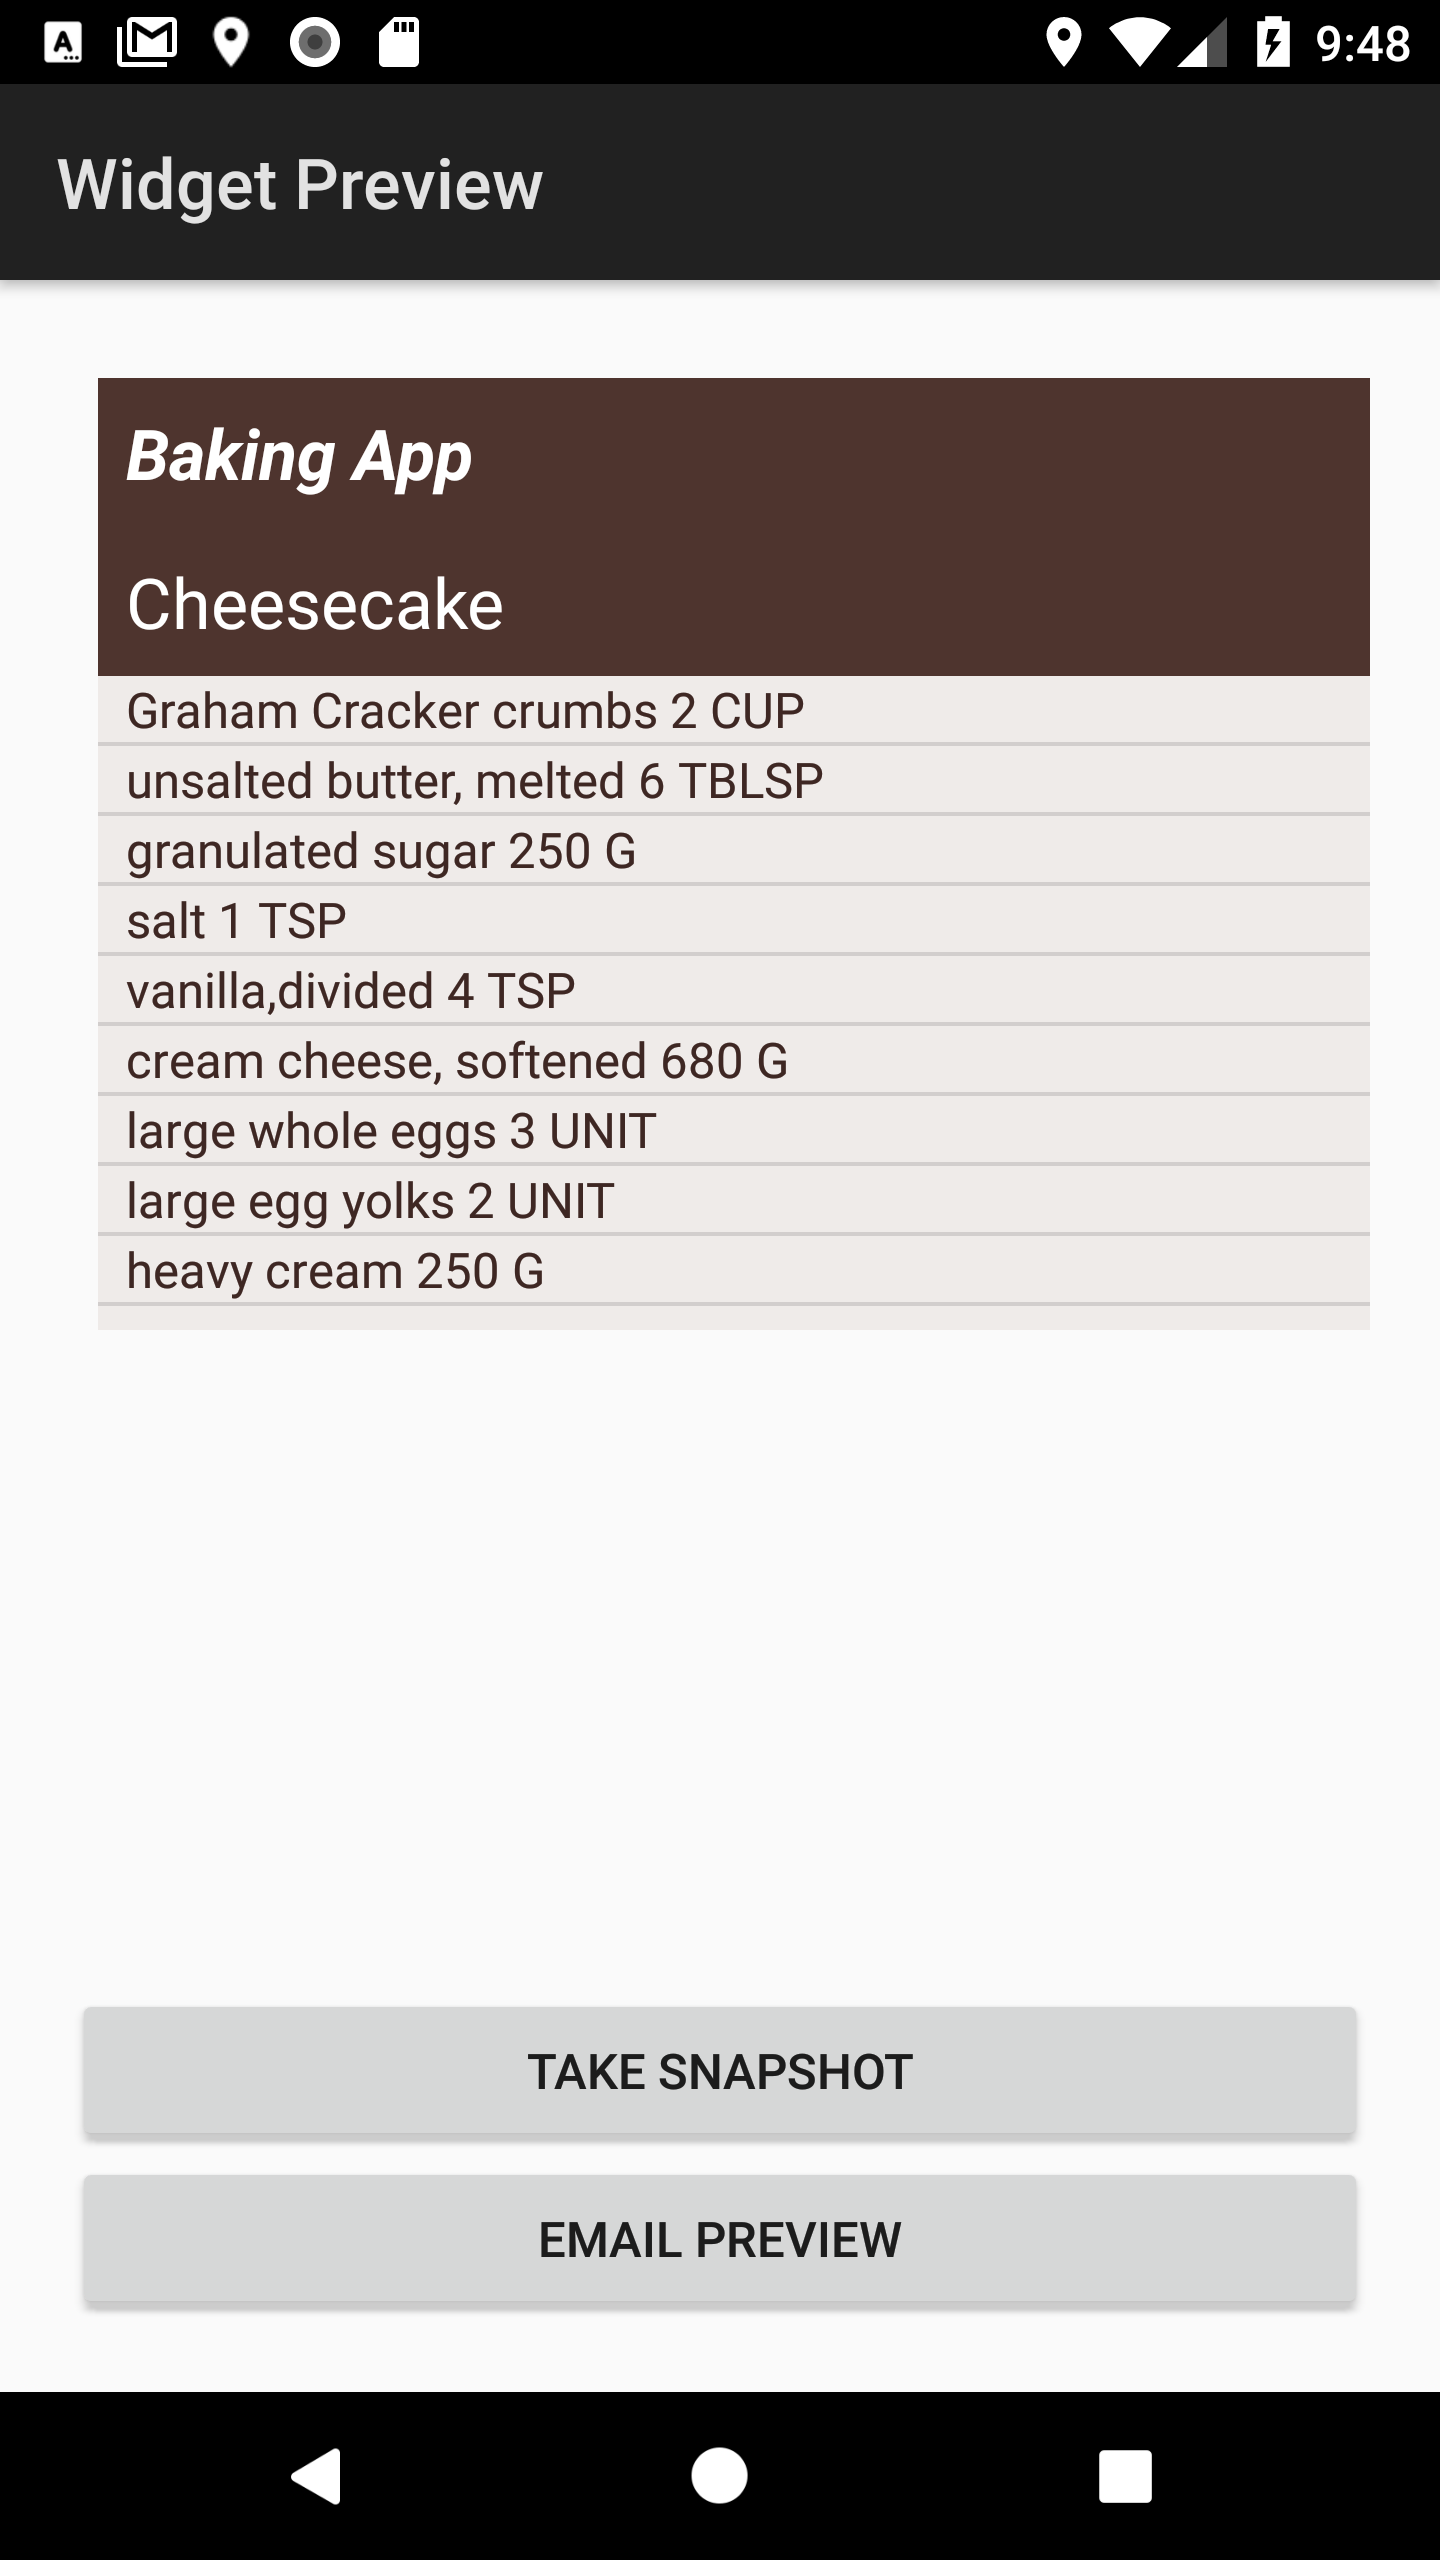 9:48
Widget Preview
Baking App
Cheesecake
Graham Cracker crumbs 2 CUP
unsalted butter, melted 6 TBLSP
granulated sugar 250 G
salt 1 TSP
vanilla,divided 4 TSP
cream cheese, softened 680 G
large whole eggs 3 UNIT
large egg yolks 2 UNIT
heavy cream 250 G
TAKE SNAPSHOT
EMAIL PREVIEW